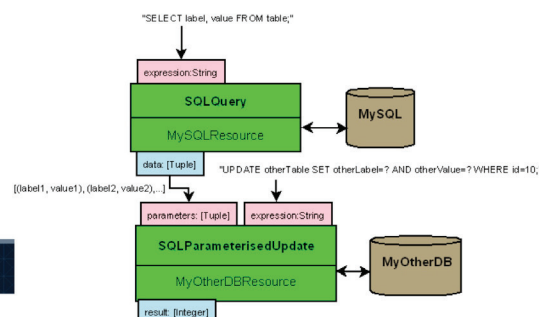 "SELECT label, value FROM table;"
expression:String
SQLQuery
MySQLResource
MySQL
data: [Tuple]
"UPDATE otherTable SET otherLabel=? AND otherValue=? WHERE id=10;
[(label1, value1), (label2, value2),...]
parameters: [Tuple]
expression:String
SQLParameterisedUpdate
MyOtherDBResource
MyOtherDB
result: [Integer]